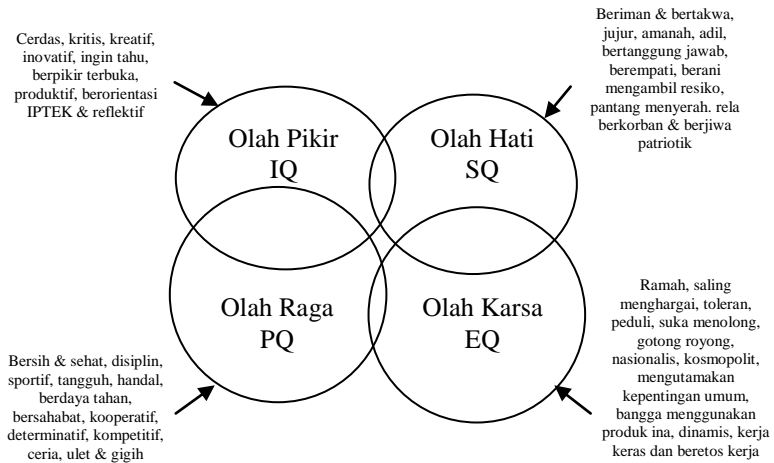 Cerdas, kritis, kreatif,
inovatif, ingin tahu,
berpikir terbuka,
produktif, berorientasi
IPTEK & reflektif
Beriman & bertakwa,
jujur, amanah, adil,
bertanggung jawab,
berempati, berani
mengambil resiko,
pantang menyerah. rela
berkorban & berjiwa
patriotik
Olah Pikir
IQ
Olah Hati
SQ
Olah Raga
PQ
Olah Karsa
EQ
Bersih & sehat, disiplin,
sportif, tangguh, handal,
berdaya tahan,
bersahabat, kooperatif,
determinatif, kompetitif,
ceria, ulet & gigih
Ramah, saling
menghargai, toleran,
peduli, suka menolong,
gotong royong,
nasionalis, kosmopolit,
mengutamakan
kepentingan umum,
bangga menggunakan
produk ina, dinamis, kerja
keras dan beretos kerja